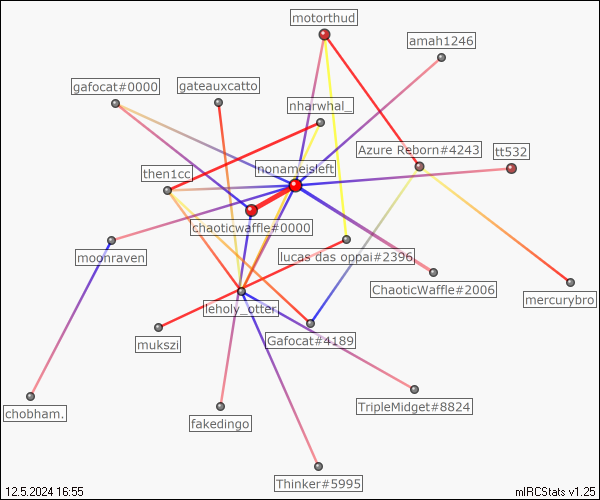 motorthud
amah1246
gafocat#0000
gateauxcatto
nharwhal_
Azure Reborn#4243
tt532
nonameisleft
then1cc
chaoticwaffle#0000
moonraven
lucas das oppai#2396
ChaoticWaffle#2006
mercurybro
leholy_otter
mukszi
Gafocat#4189
chobham.
fakedingo
TripleMidget#8824
Thinker#5995
12.5.2024 16:55
mIRCStats v1.25